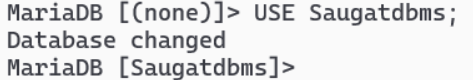 MariaDB [(none)]> USE Saugatdbms;
Database changed
MariaDB [Saugatdbms]>